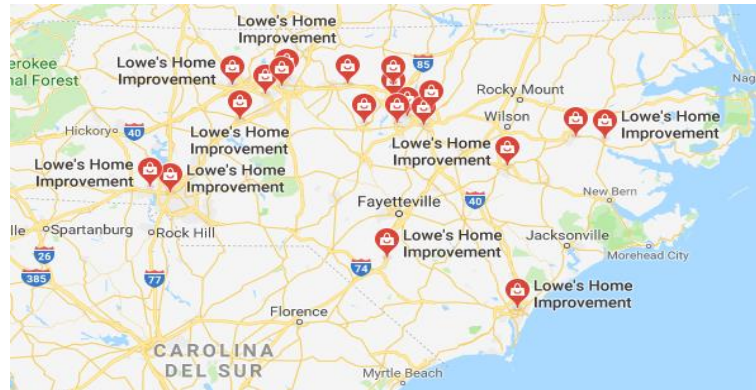 Lowe's Home
Improvement
erokee
nal Forest
Lowe's Home
Improvement
85
Rocky Mount
Nag
Hickory
40
Lowe's Home
Improvement
Wilson
Lowe's Home
Improvement
Lowe's Home
Improvement
Lowe's Home
Improvement
Lowe's Home
Improvement
Fayetteville
40
New Bern
Spartanburg
Rock Hill
lle
Lowe's Home
Improvement
Jacksonville
Morehead City
26
385
77
74
Lowe's Home
Improvement
Florence
CAROLINA
DEL SUR
Myrtle Beach